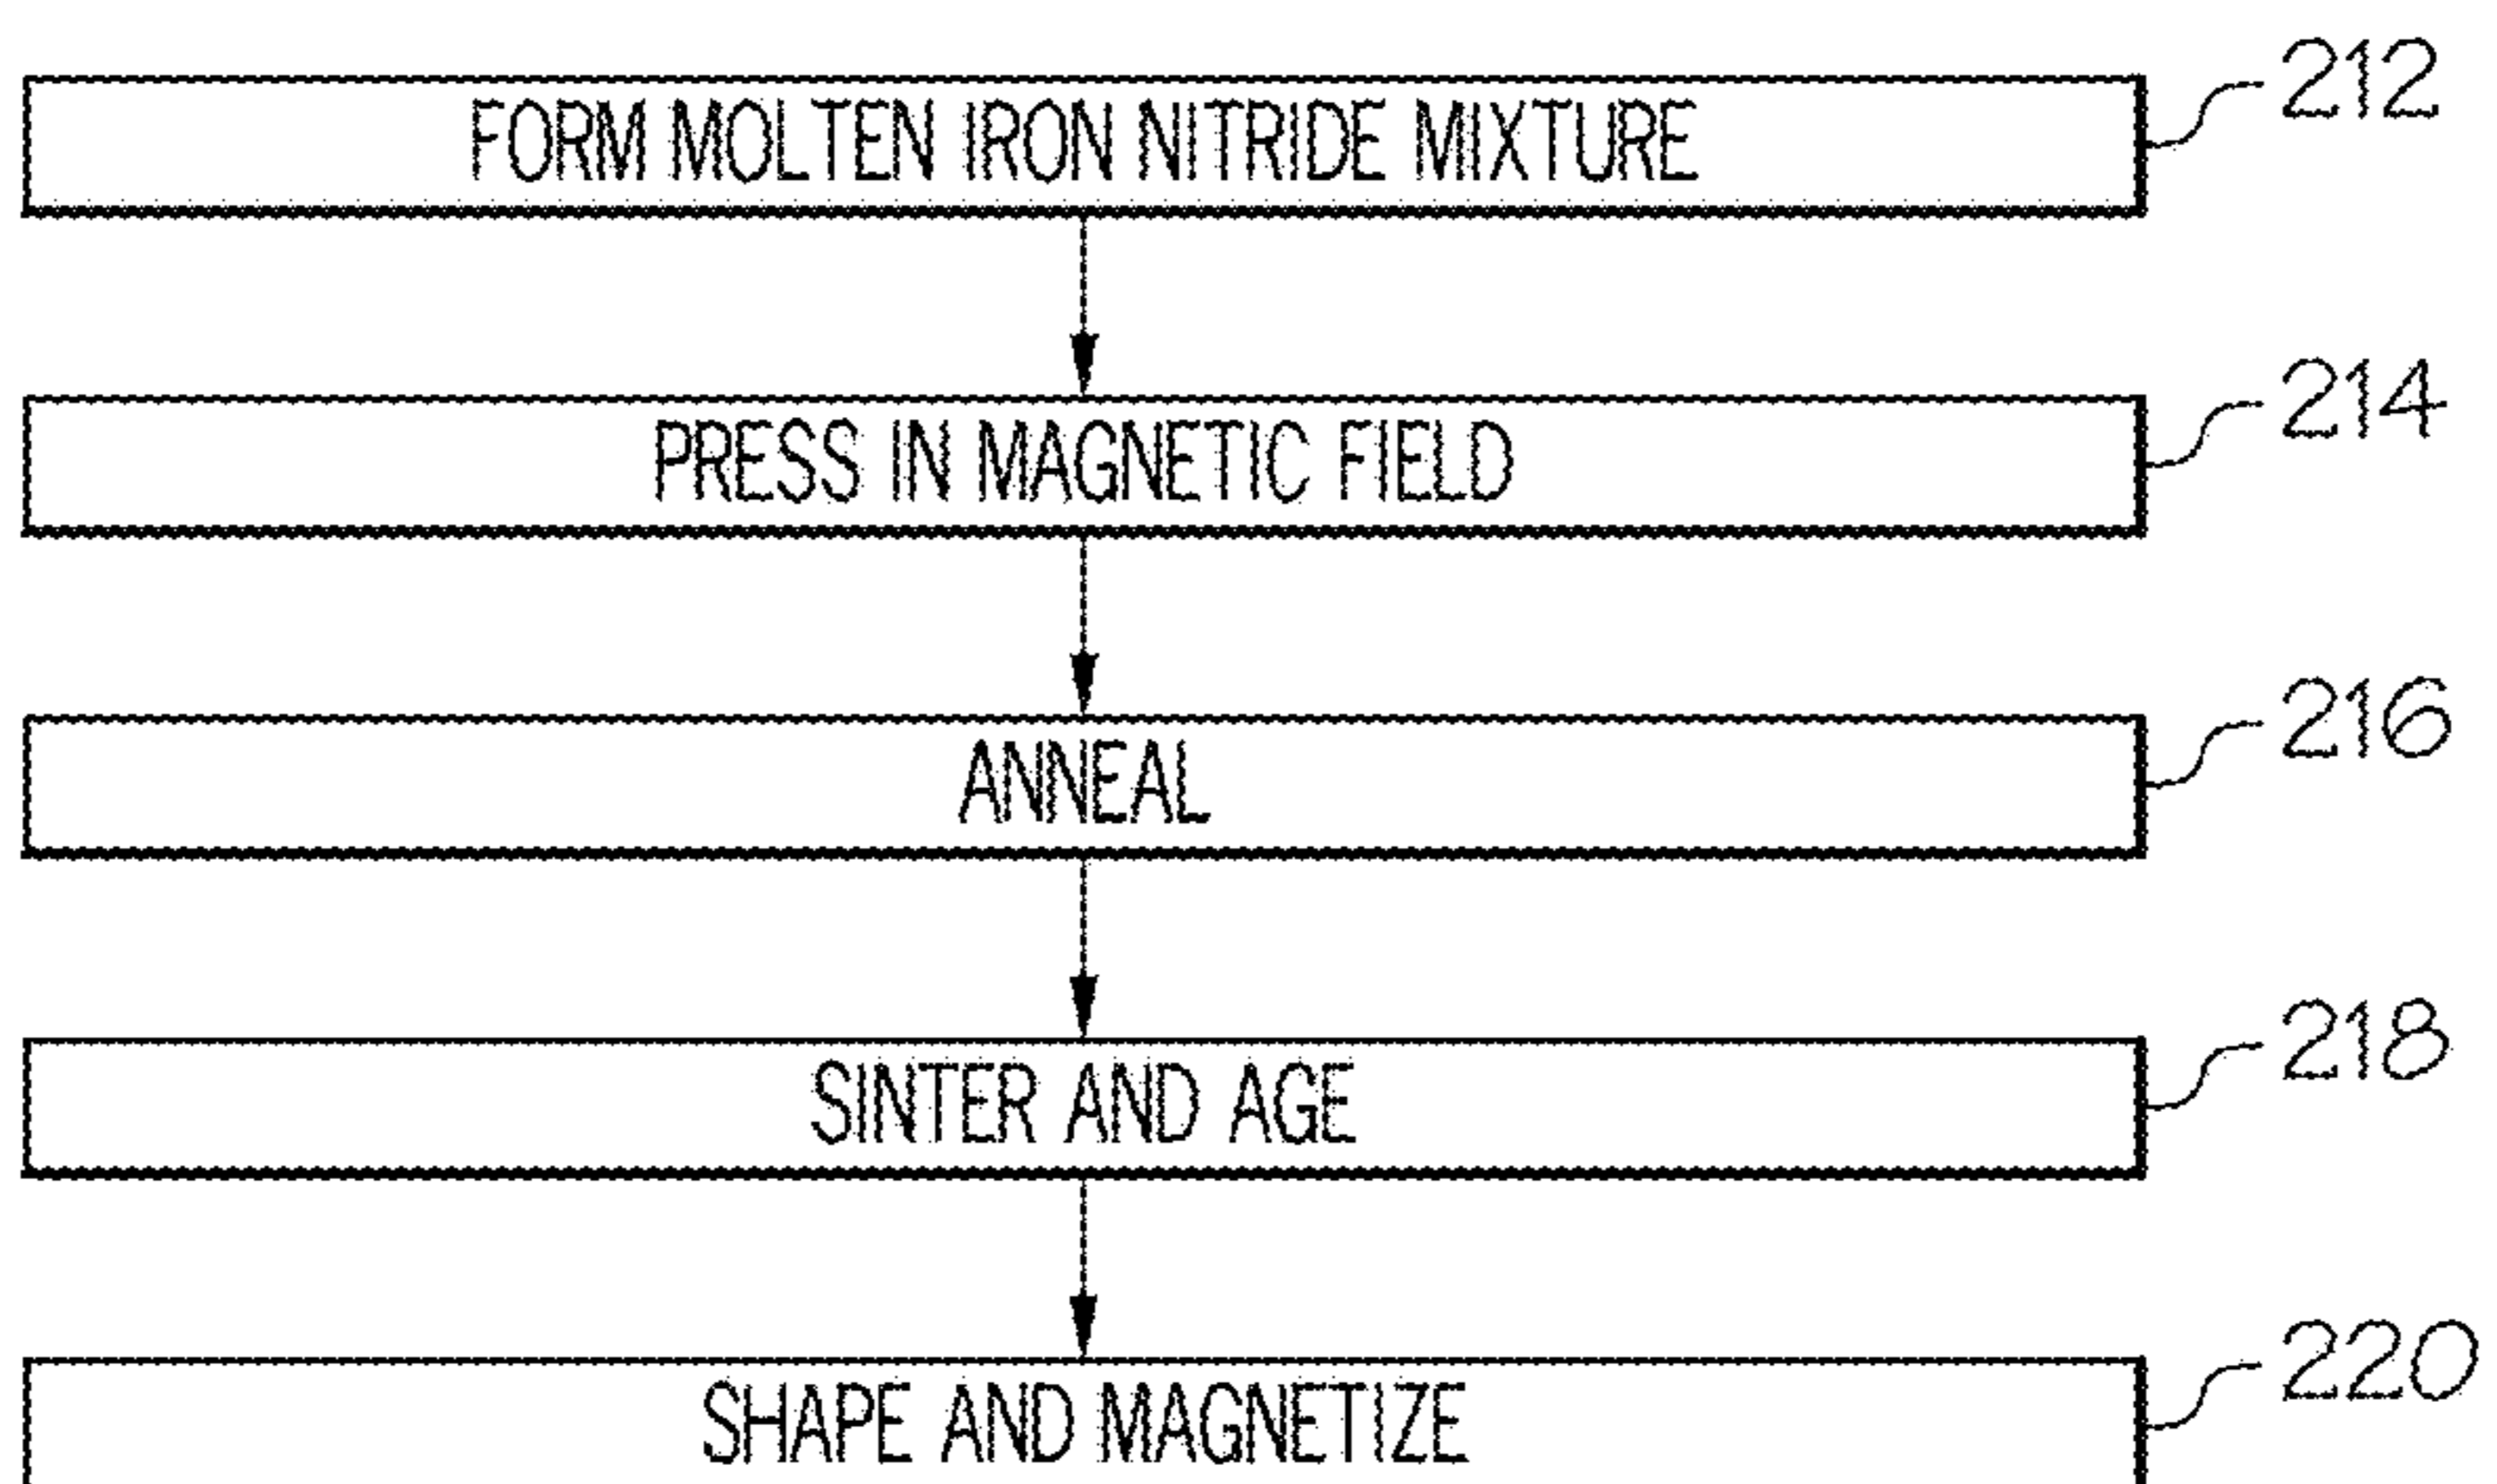 FORM MOLTEN IRON NITRIDE MIXTURE 212
PRESS IN MAGNETIC FIELD 214
ANNEAL 216
SINTER AND AGE 218
SHAPE AND MAGNETIZE 220